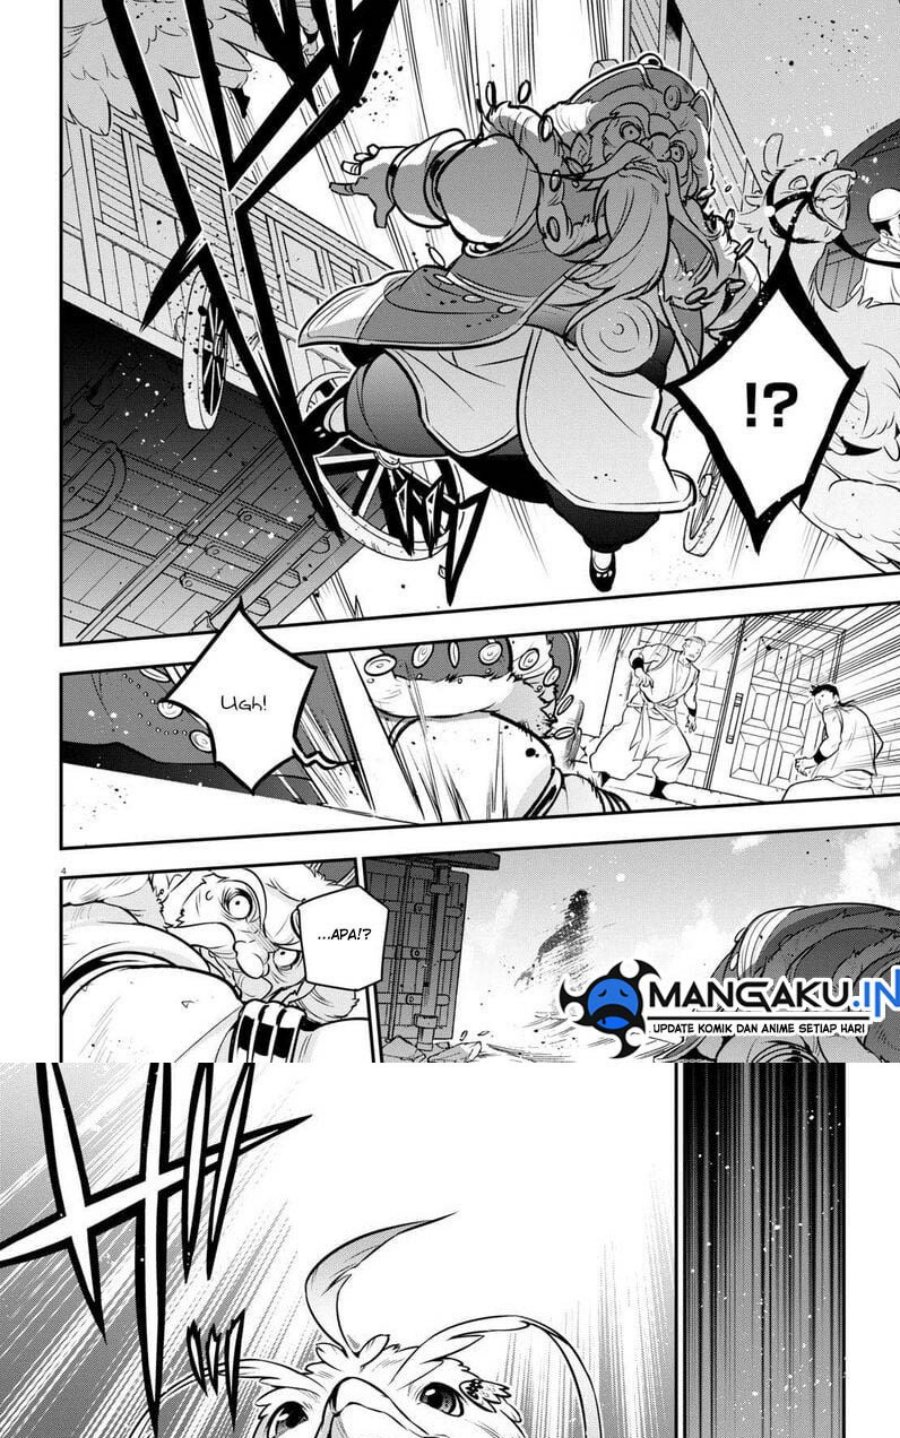 !?
UGH!
4
...APA!?
MANGAKU.IN
UPDATE KOMIK DAN ANIME SETIAP HARI